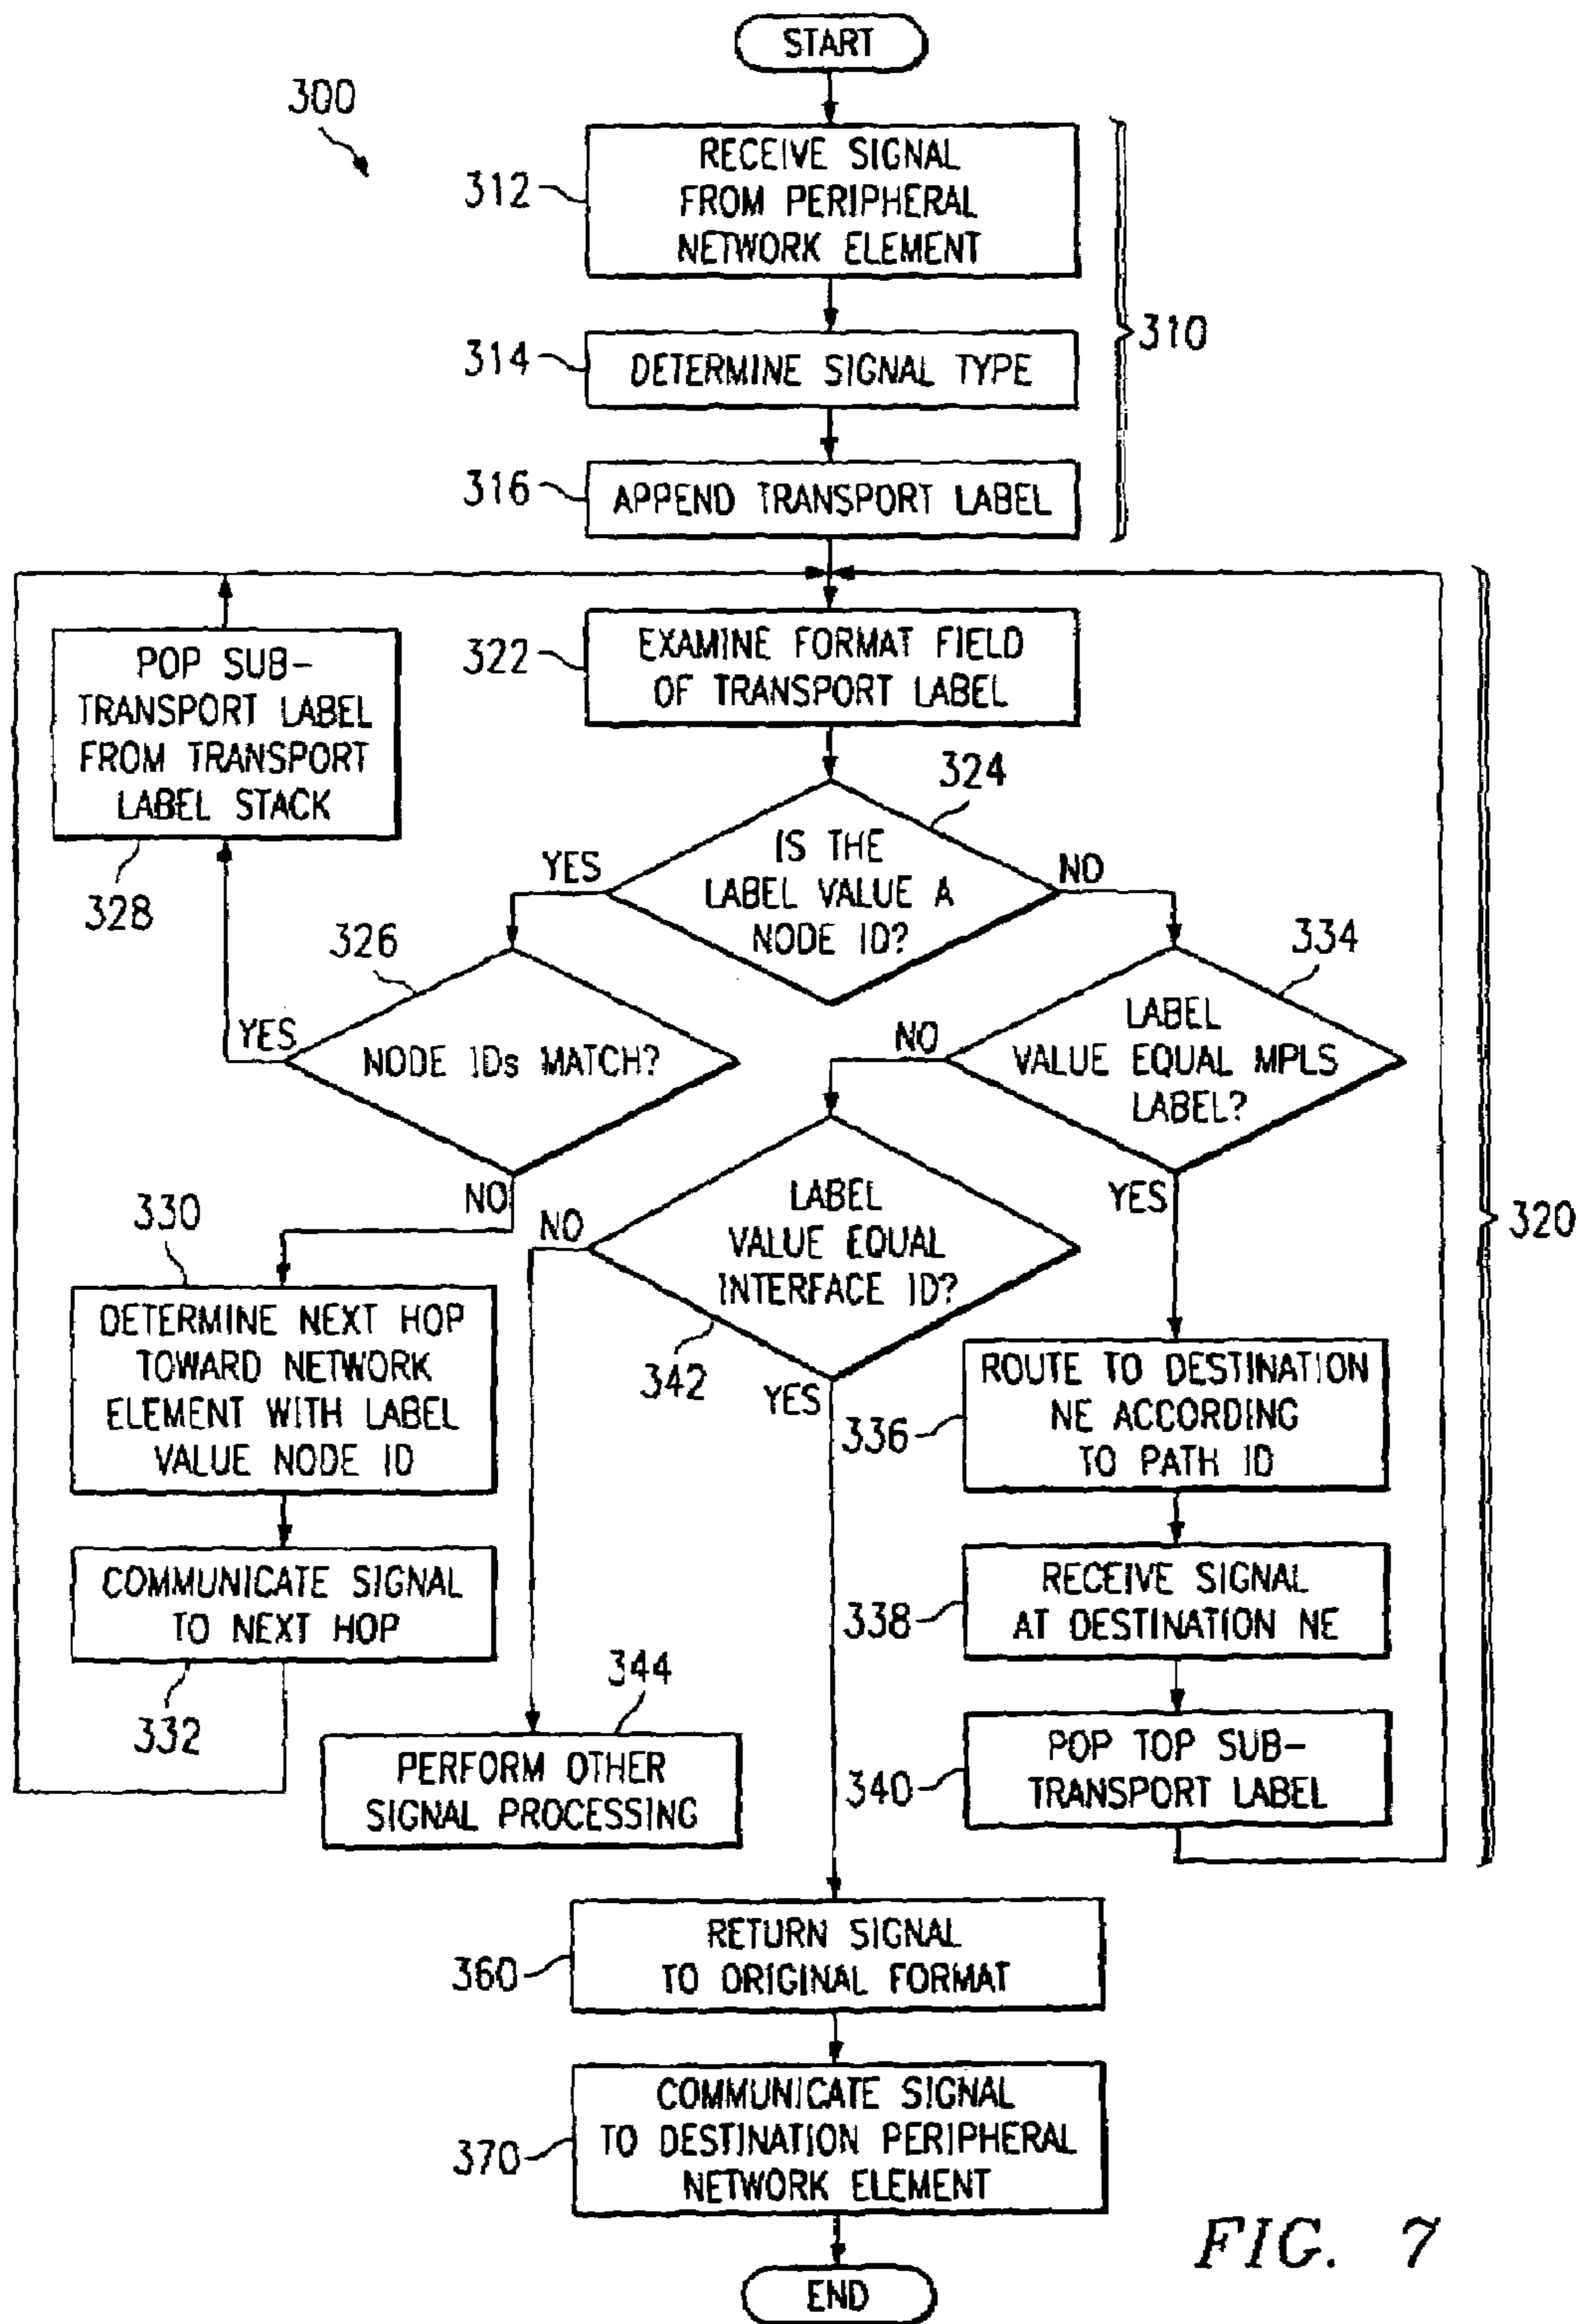 START
300
312
RECEIVE SIGNAL
FROM PERIPHERAL
NETWORK ELEMENT
310
314
DETERMINE SIGNAL TYPE
316
APPEND TRANSPORT LABEL
322
EXAMINE FORMAT FIELD
OF TRANSPORT LABEL
POP SUB-
TRANSPORT LABEL
FROM TRANSPORT
LABEL STACK
328
324
IS THE
LABEL VALUE A
NODE ID?
YES
NO
326
NODE IDs MATCH?
YES
NO
334
LABEL
VALUE EQUAL MPLS
LABEL?
NO
YES
320
330
DETERMINE NEXT HOP
TOWARD NETWORK
ELEMENT WITH LABEL
VALUE NODE ID
COMMUNICATE SIGNAL
TO NEXT HOP
332
LABEL
VALUE EQUAL
INTERFACE ID?
342
NO
YES
336
ROUTE TO DESTINATION
NE ACCORDING
TO PATH ID
338
RECEIVE SIGNAL
AT DESTINATION NE
340
POP TOP SUB-
TRANSPORT LABEL
344
PERFORM OTHER
SIGNAL PROCESSING
360
RETURN SIGNAL
TO ORIGINAL FORMAT
370
COMMUNICATE SIGNAL
TO DESTINATION PERIPHERAL
NETWORK ELEMENT
END
FIG. 7